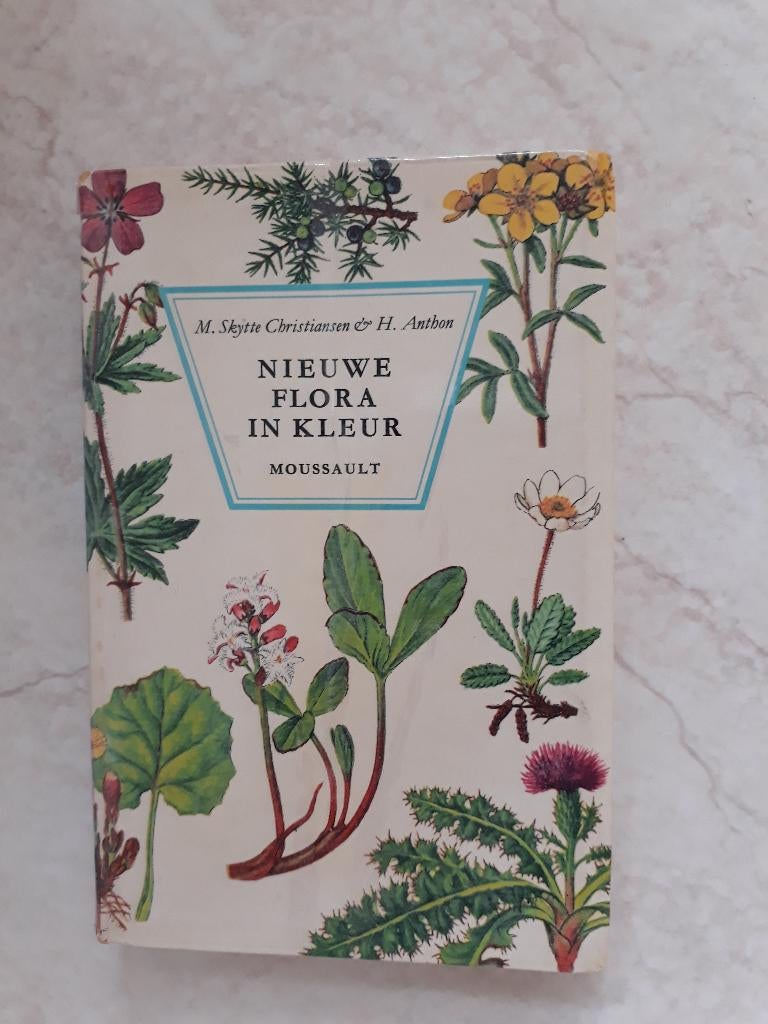 M. Skytte Christiansen & H. Anthon
NIEUWE
FLORA
IN KLEUR
MOUSSAULT